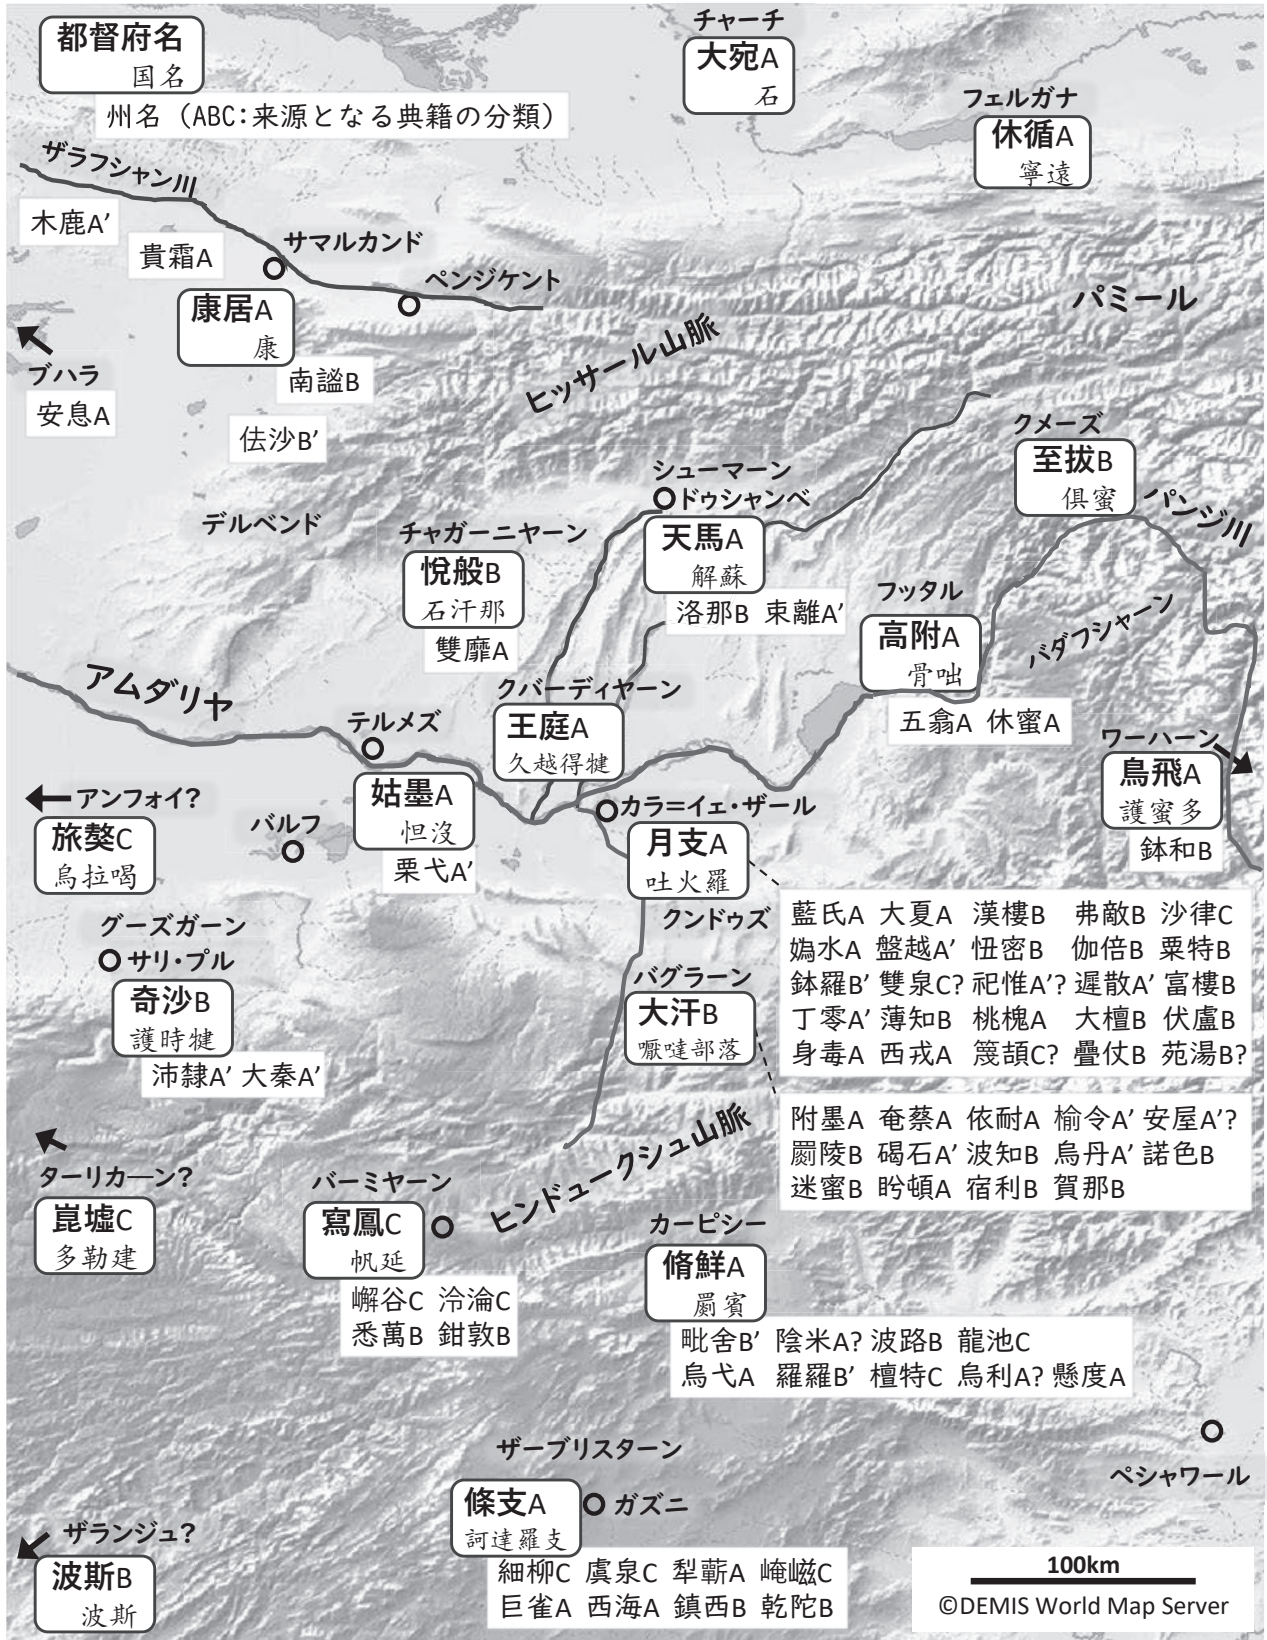 都督府名
国名
州名（ABC:来源となる典籍の分類）
チャーチ
大宛A
石
フェルガナ
休循A
寧遠
ザラフシャン川
木鹿A’
貴霜A
サマルカンド
ペンジケント
康居A
康
パミール
ヒッサール山脈
ブハラ
安息A
南謐B
佉沙B’
クメーズ
至拔B
俱蜜
パンジ川
シューマーン
ドゥシャンベ
デルベンド
チャガーニヤーン
悅般B
石汗那
雙靡A
天馬A
解蘇
洛那B 束離A’
フッタル
高附A
骨咄
五翕A 休蜜A
バダフシャーン
アムダリヤ
クバーディヤーン
王庭A
久越得犍
テルメズ
姑墨A
怛沒
栗弋A’
ワーハーン
鳥飛A
護蜜多
鉢和B
アンフォイ?
旅獒C
烏拉喝
バルフ
カラ=イェ・ザール
月支A
吐火羅
クンドゥズ
藍氏A 大夏A 漢樓B 弗敵B 沙律C
媯水A 盤越A’ 忸密B 伽倍B 粟特B
鉢羅B’ 雙泉C? 祀惟A’? 遲散A’ 富樓B
丁零A’ 薄知B 桃槐A 大檀B 伏盧B
身毒A 西戎A 篾頡C? 疊仗B 苑湯B?
グーズガーン
サリ・プル
奇沙B
護時犍
沛隸A’ 大秦A’
バグラーン
大汗B
嚈噠部落
附墨A 奄蔡A 依耐A 榆令A’ 安屋A’?
罽陵B 碣石A’ 波知B 烏丹A’ 諾色B
迷蜜B 盻頓A 宿利B 賀那B
ヒンドゥークシュ山脈
ターリカーン?
崑墟C
多勒建
バーミヤーン
寫鳳C
帆延
嶰谷C 泠淪C
悉萬B 鉗敦B
カーピシー
脩鮮A
罽賓
毗舍B’ 陰米A? 波路B 龍池C
烏弋A 羅羅B’ 檀特C 烏利A? 懸度A
ペシャワール
ザーブリスターン
條支A
訶達羅支
ガズニ
細柳C 虞泉C 犁蘄A 崦嵫C
巨雀A 西海A 鎮西B 乾陀B
ザランジュ?
波斯B
波斯
100km
©DEMIS World Map Server